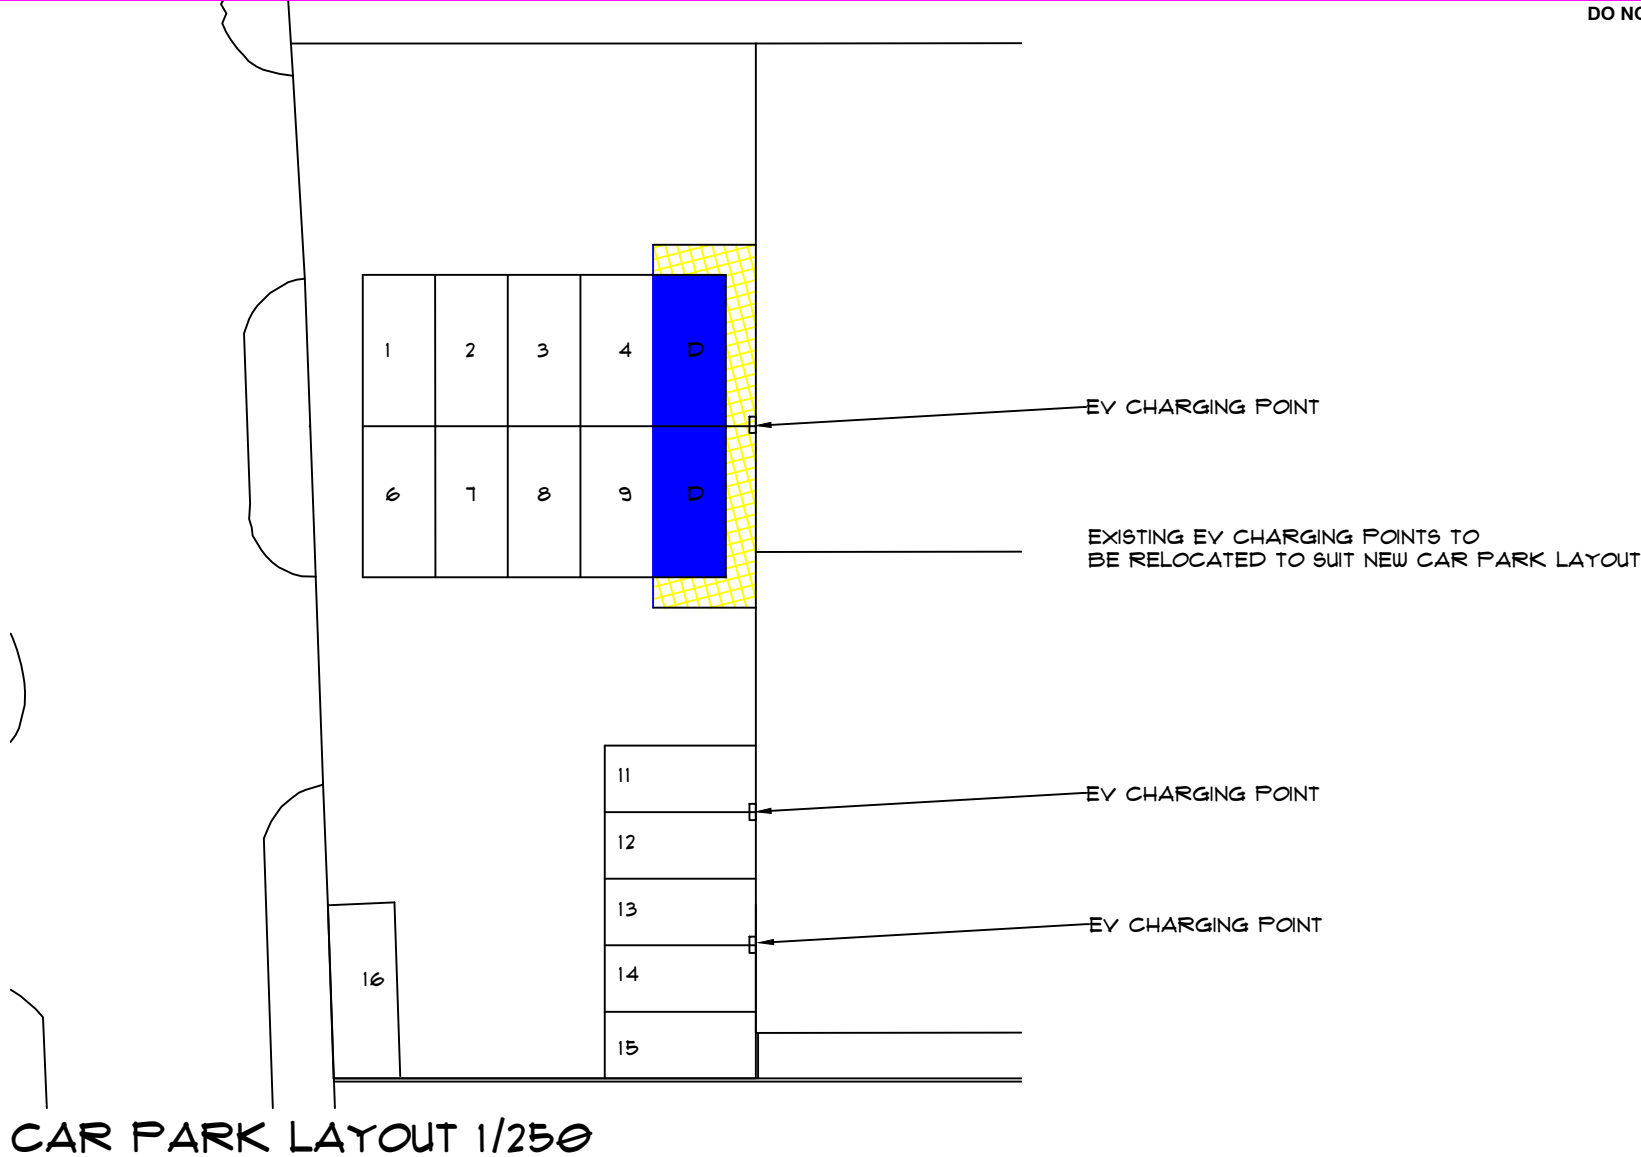 DO NO
1 2 3 4 D
EV CHARGING POINT
6 7 8 9 D
EXISTING EV CHARGING POINTS TO
BE RELOCATED TO SUIT NEW CAR PARK LAYOUT
11
EV CHARGING POINT
12
13
EV CHARGING POINT
14
16
15
CAR PARK LAYOUT 1/250